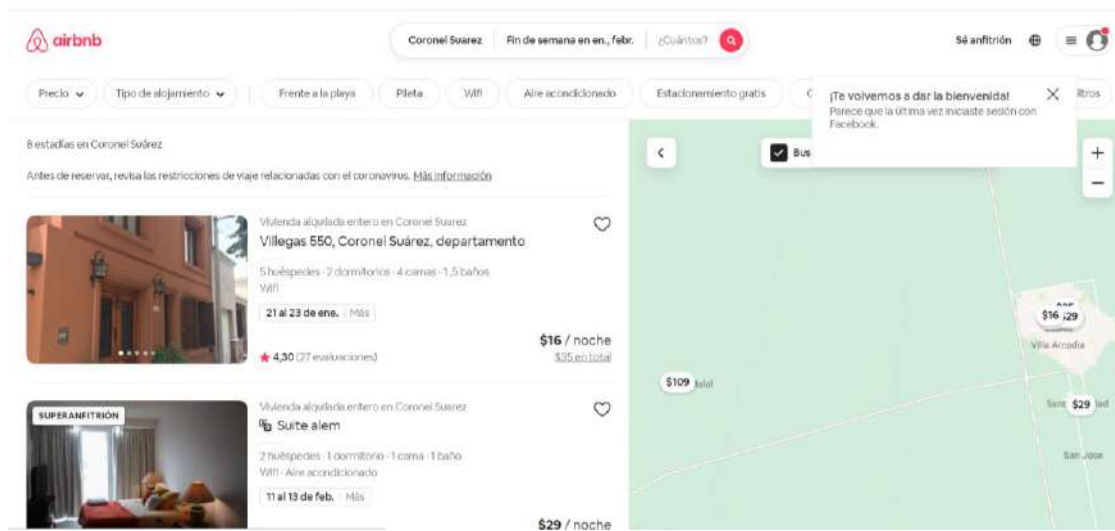 airbnb
Coronel Suarez
Fin de semana en en., febr.
¿Cuántos?
Sé anfitrión
Precio
Tipo de alojamiento
Frente a la playa
Pileta
Wifi
Aire acondicionado
Estacionamiento gratis
¡Te volvemos a dar la bienvenida!
Parece que la última vez iniciaste sesión con
Facebook.
8 estadías en Coronel Suárez
Antes de reservar, revisa las restricciones de viaje relacionadas con el coronavirus. Más información
Vivienda alquilada entero en Coronel Suarez
Villegas 550, Coronel Suárez, departamento
5 huéspedes · 2 dormitorios · 4 camas · 1,5 baños
Wifi
21 al 23 de ene. Más
4,30 (27 evaluaciones)
$16 / noche
$35 en total
SUPERANFITRIÓN
Vivienda alquilada entero en Coronel Suarez
Suite alem
2 huéspedes · 1 dormitorio · 1 cama · 1 baño
Wifi · Aire acondicionado
11 al 13 de feb. Más
$29 / noche
Bus
+
−
$16
$29
Villa Arcadia
$109
$29
San Jose